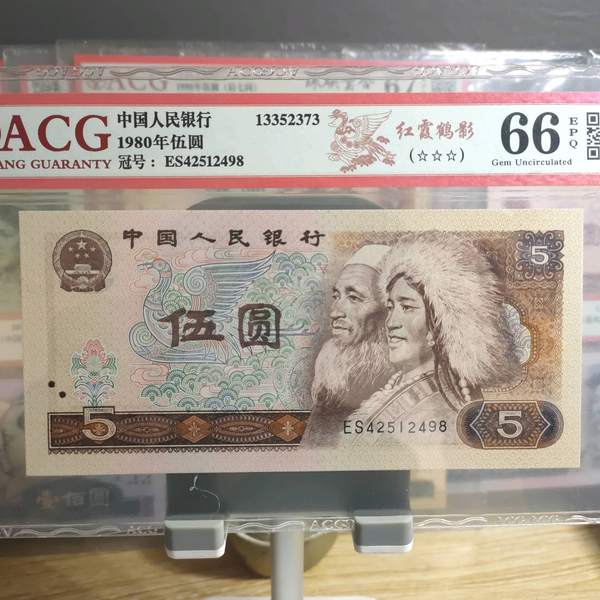 ACG
中国人民银行
13352373
红霞鹤影
66
EPQ
1980年伍圆
(☆☆☆)
Gem Uncirculated
ANG GUARANTY
冠号： ES42512498
中国人民银行
5
伍圆
ES42512498
5
5